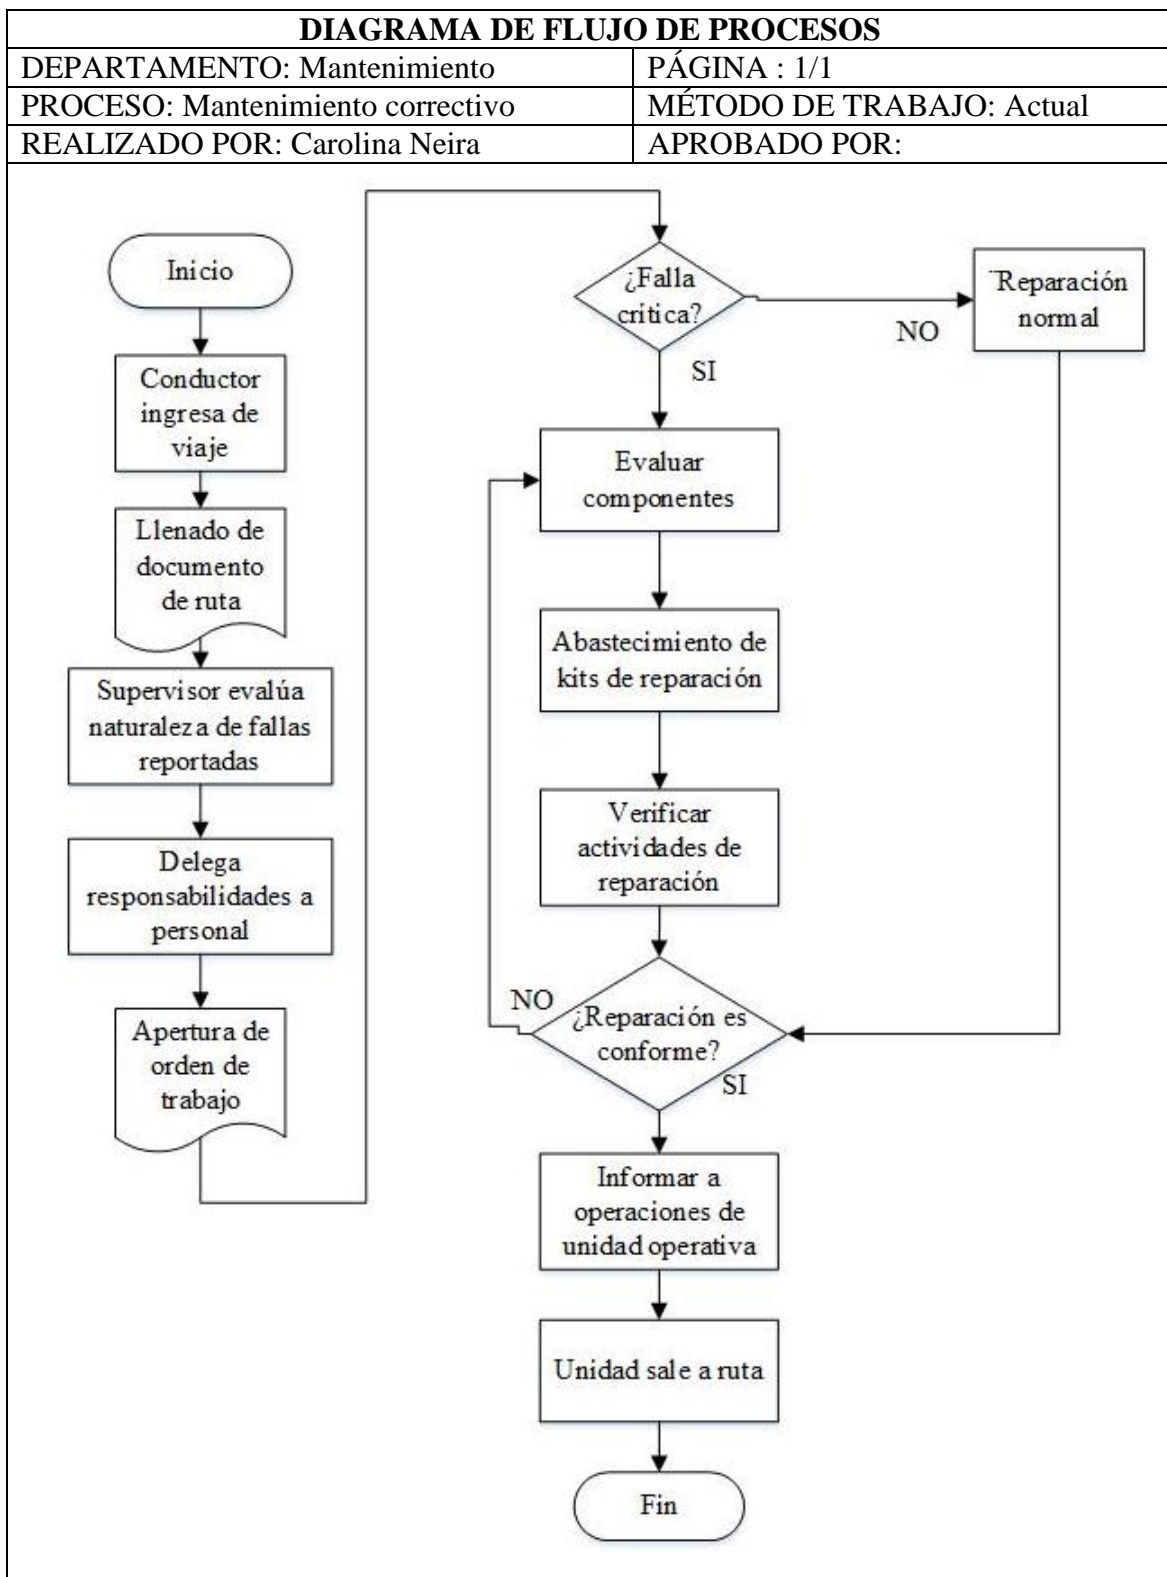 DIAGRAMA DE FLUJO DE PROCESOS
DEPARTAMENTO: Mantenimiento
PÁGINA : 1/1
PROCESO: Mantenimiento correctivo
MÉTODO DE TRABAJO: Actual
REALIZADO POR: Carolina Neira
APROBADO POR:
Inicio
Conductor
ingresa de
viaje
Llenado de
documento
de ruta
Supervisor evalúa
naturaleza de fallas
reportadas
Delega
responsabilidades a
personal
Apertura de
orden de
trabajo
¿Falla
critica?
NO
¨Reparación
normal
SI
Evaluar
componentes
Abastecimiento de
kits de reparación
Verificar
actividades de
reparación
NO
¿Reparación es
conforme?
SI
Informar a
operaciones de
unidad operativa
Unidad sale a ruta
Fin